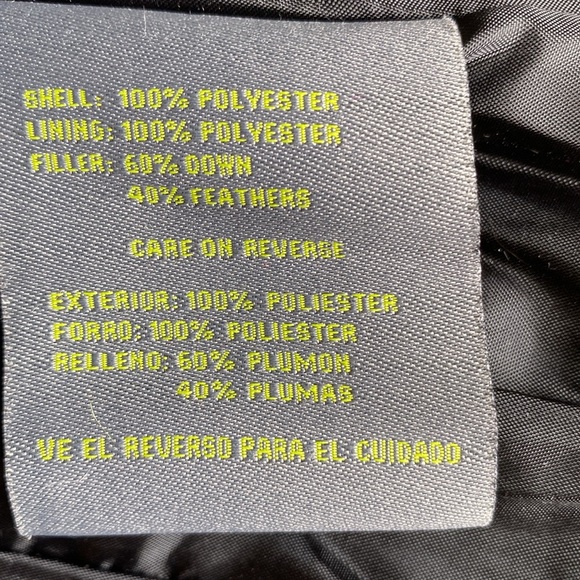 SHELL: 100% POLYESTER
LINING: 100% POLYESTER
FILLER: 60% DOWN
40% FEATHERS
CARE ON REVERSE
EXTERIOR: 100% POLIESTER
FORRO: 100% POLIESTER
RELLENO: 60% PLUMON
40% PLUMAS
VE EL REVERSO PARA EL CUIDADO